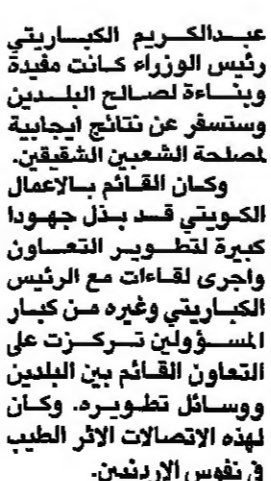 عبدالكريم الكباريتي
رئيس الوزراء كانت مفيدة
وبناءة لصالح البلدين
وستسفر عن نتائج ايجابية
لمصلحة الشعبين الشقيقين.
وكان القائم بالاعمال
الكويتي قد بذل جهودا
كبيرة لتطوير التعاون
واجرى لقاءات مع الرئيس
الكباريتي وغيره من كبار
المسؤولين تركزت على
التعاون القائم بين البلدين
ووسائل تطويره. وكان
لهذه الاتصالات الاثر الطيب
في نفوس الاردنيين.